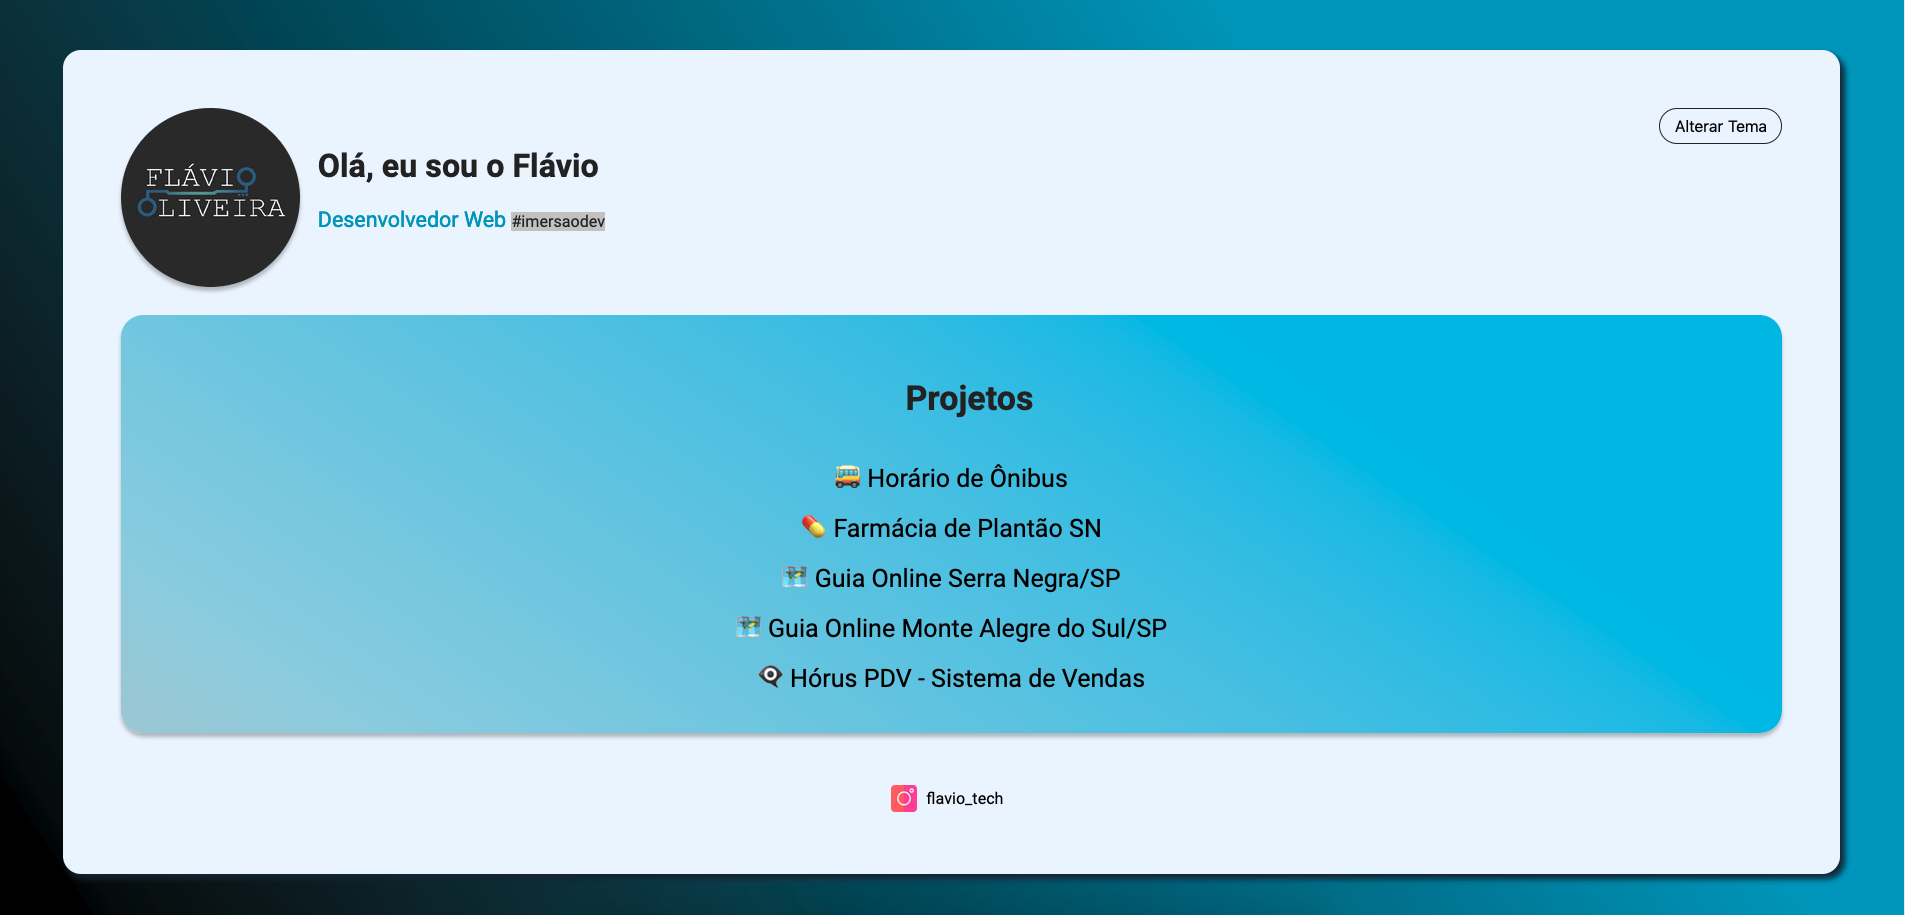 FLÁVIO
OLIVEIRA
Olá, eu sou o Flávio
Desenvolvedor Web #imersaodev
Alterar Tema
Projetos
🚌 Horário de Ônibus
💊 Farmácia de Plantão SN
🗺️ Guia Online Serra Negra/SP
🗺️ Guia Online Monte Alegre do Sul/SP
👁️‍🗨️ Hórus PDV - Sistema de Vendas
flavio_tech